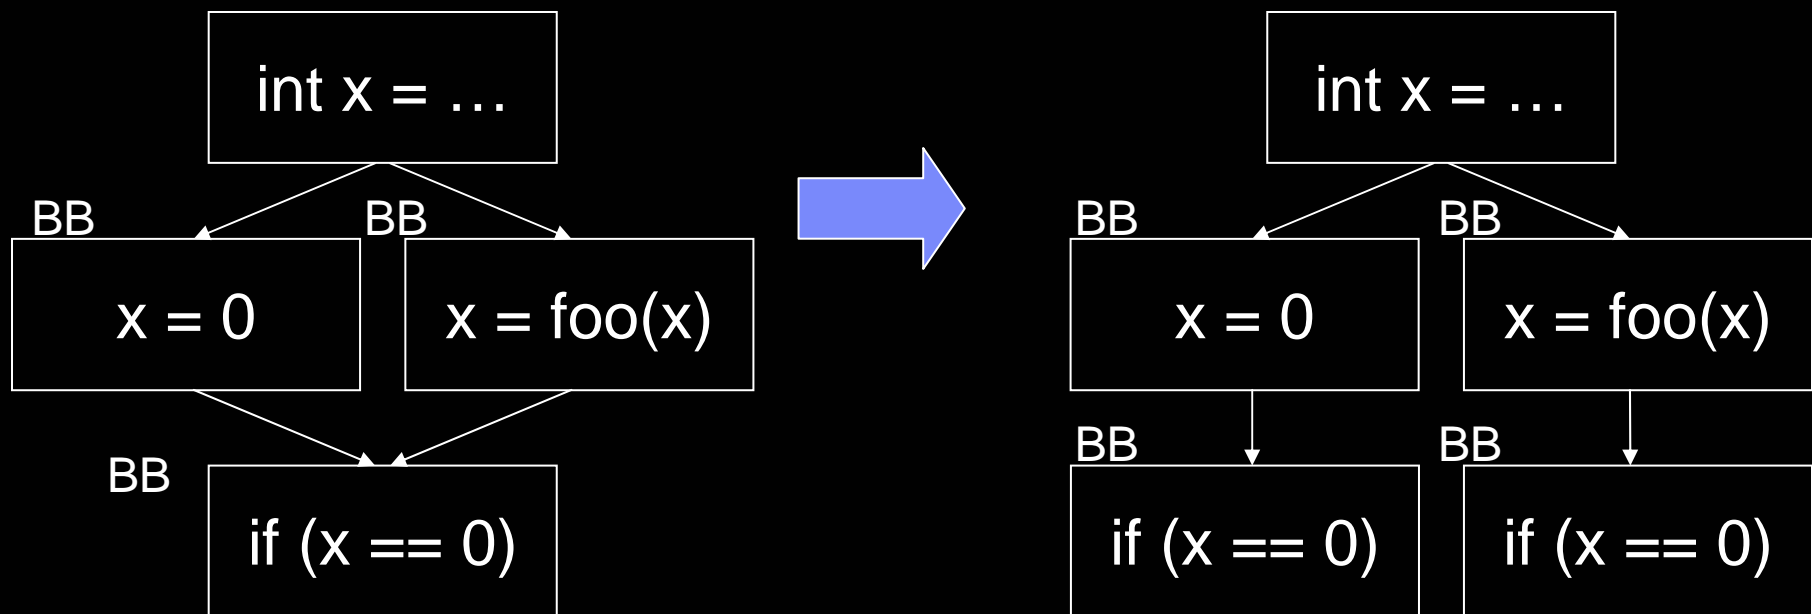 int x = …
BB
BB
x = 0
x = foo(x)
BB
if (x == 0)
int x = …
BB
BB
x = 0
x = foo(x)
BB
BB
if (x == 0)
if (x == 0)